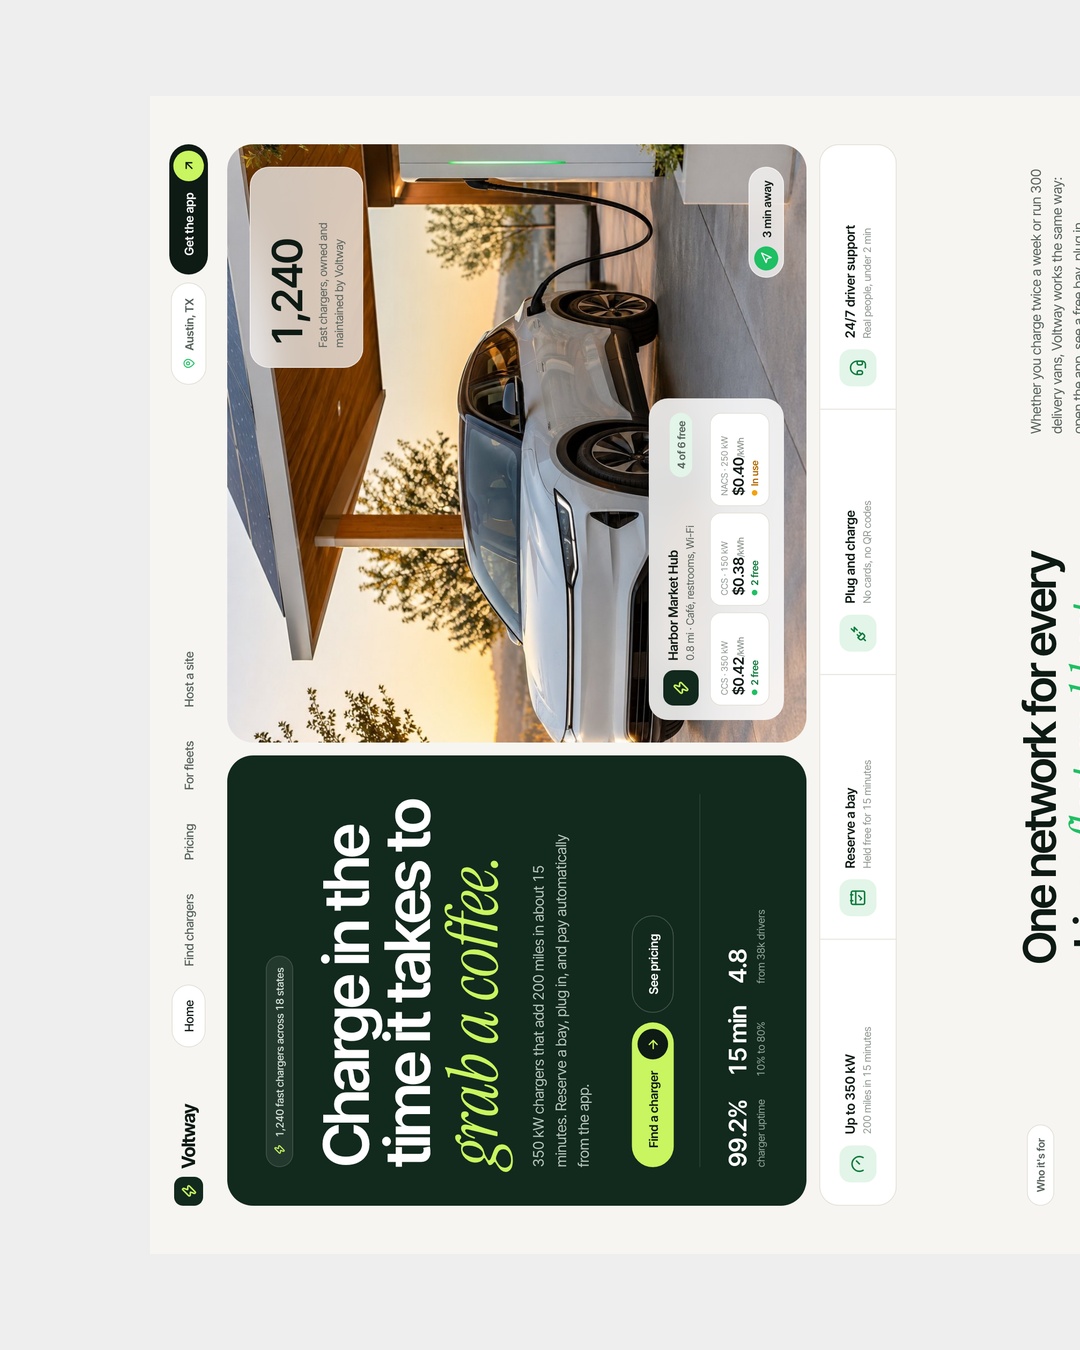 Voltway
Home
Find chargers
Pricing
For fleets
Host a site
Austin, TX
Get the app
1,240 fast chargers across 18 states
Charge in the
time it takes to
grab a coffee.
350 kW chargers that add 200 miles in about 15
minutes. Reserve a bay, plug in, and pay automatically
from the app.
Find a charger
See pricing
99.2%
charger uptime
15 min
10% to 80%
4.8
from 38k drivers
1,240
Fast chargers, owned and
maintained by Voltway
Harbor Market Hub
0.8 mi · Café, restrooms, Wi-Fi
4 of 6 free
CCS · 350 kW
$0.42/kWh
2 free
CCS · 150 kW
$0.38/kWh
2 free
NACS · 250 kW
$0.40/kWh
In use
3 min away
Up to 350 kW
200 miles in 15 minutes
Reserve a bay
Held free for 15 minutes
Plug and charge
No cards, no QR codes
24/7 driver support
Real people, under 2 min
Who it's for
One network for every
Whether you charge twice a week or run 300
delivery vans, Voltway works the same way:
open the app, see a free bay, plug in